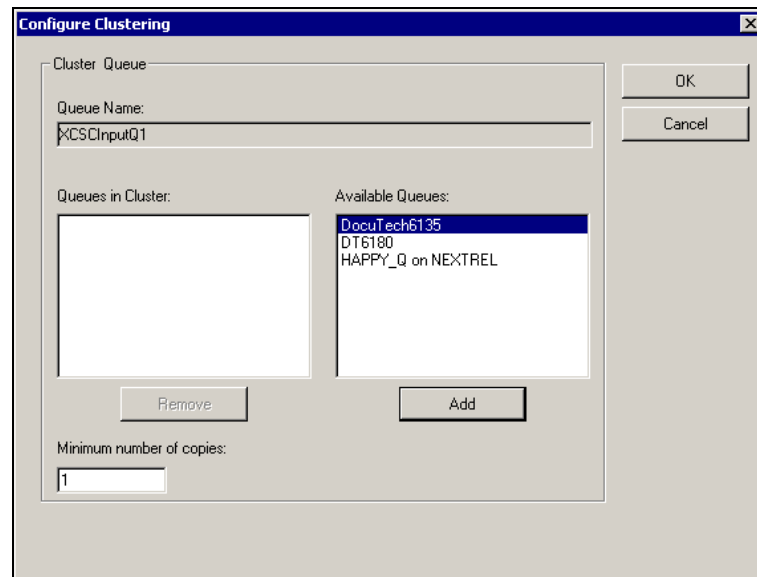 Configure Clustering
Cluster Queue
OK
Queue Name:
XCSCInputQ1
Cancel
Queues in Cluster:
Available Queues:
DocuTech6135
DT6180
HAPPY_Q on NEXTREL
Remove
Add
Minimum number of copies:
1